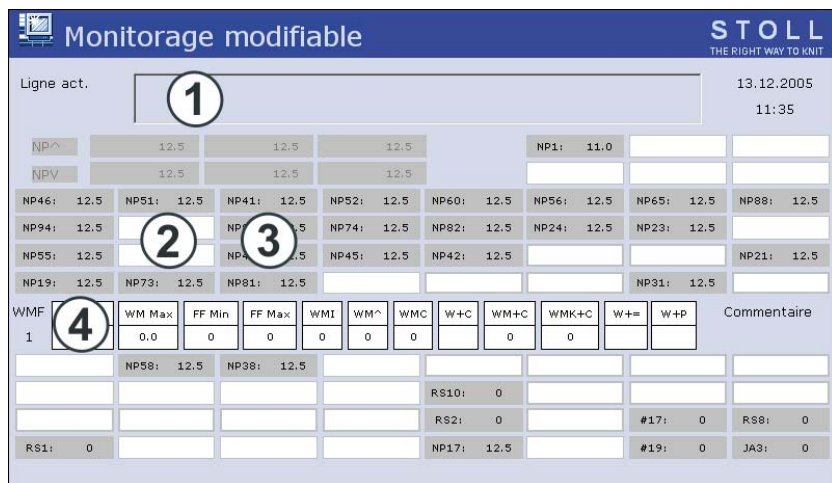 Monitorage modifiable
STOLL
THE RIGHT WAY TO KNIT
Ligne act.
1
13.12.2005
11:35
NP^ 12.5 12.5 12.5 NP1: 11.0
NPV 12.5 12.5 12.5
NP46: 12.5 NP51: 12.5 NP41: 12.5 NP52: 12.5 NP60: 12.5 NP56: 12.5 NP65: 12.5 NP88: 12.5
NP94: 12.5 NP74: 12.5 NP82: 12.5 NP24: 12.5 NP23: 12.5
2 3
NP55: 12.5 NP45: 12.5 NP42: 12.5 NP21: 12.5
NP19: 12.5 NP73: 12.5 NP81: 12.5 NP31: 12.5
WMF 4 WM Max FF Min FF Max WMI WM^ WMC W+C WM+C WMK+C W+= W+P Commentaire
1 0.0 0 0 0 0 0 0 0
NP58: 12.5 NP38: 12.5
RS10: 0
RS2: 0 #17: 0 RS8: 0
RS1: 0 NP17: 12.5 #19: 0 JA3: 0